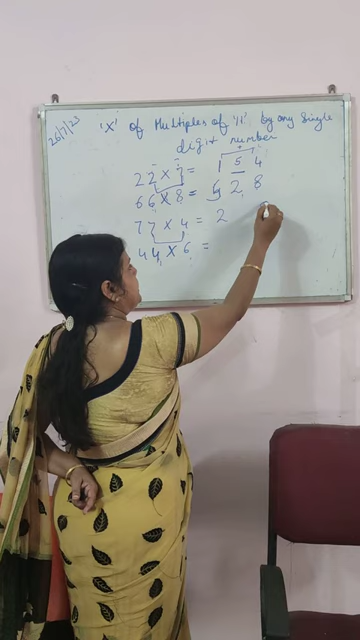 26/7/23
'X' of Multiples of '11' by any single
digit number
22 X 7 = 1 5 4
66 X 8 = 5 2 8
77 X 4 = 2
44 X 6 =